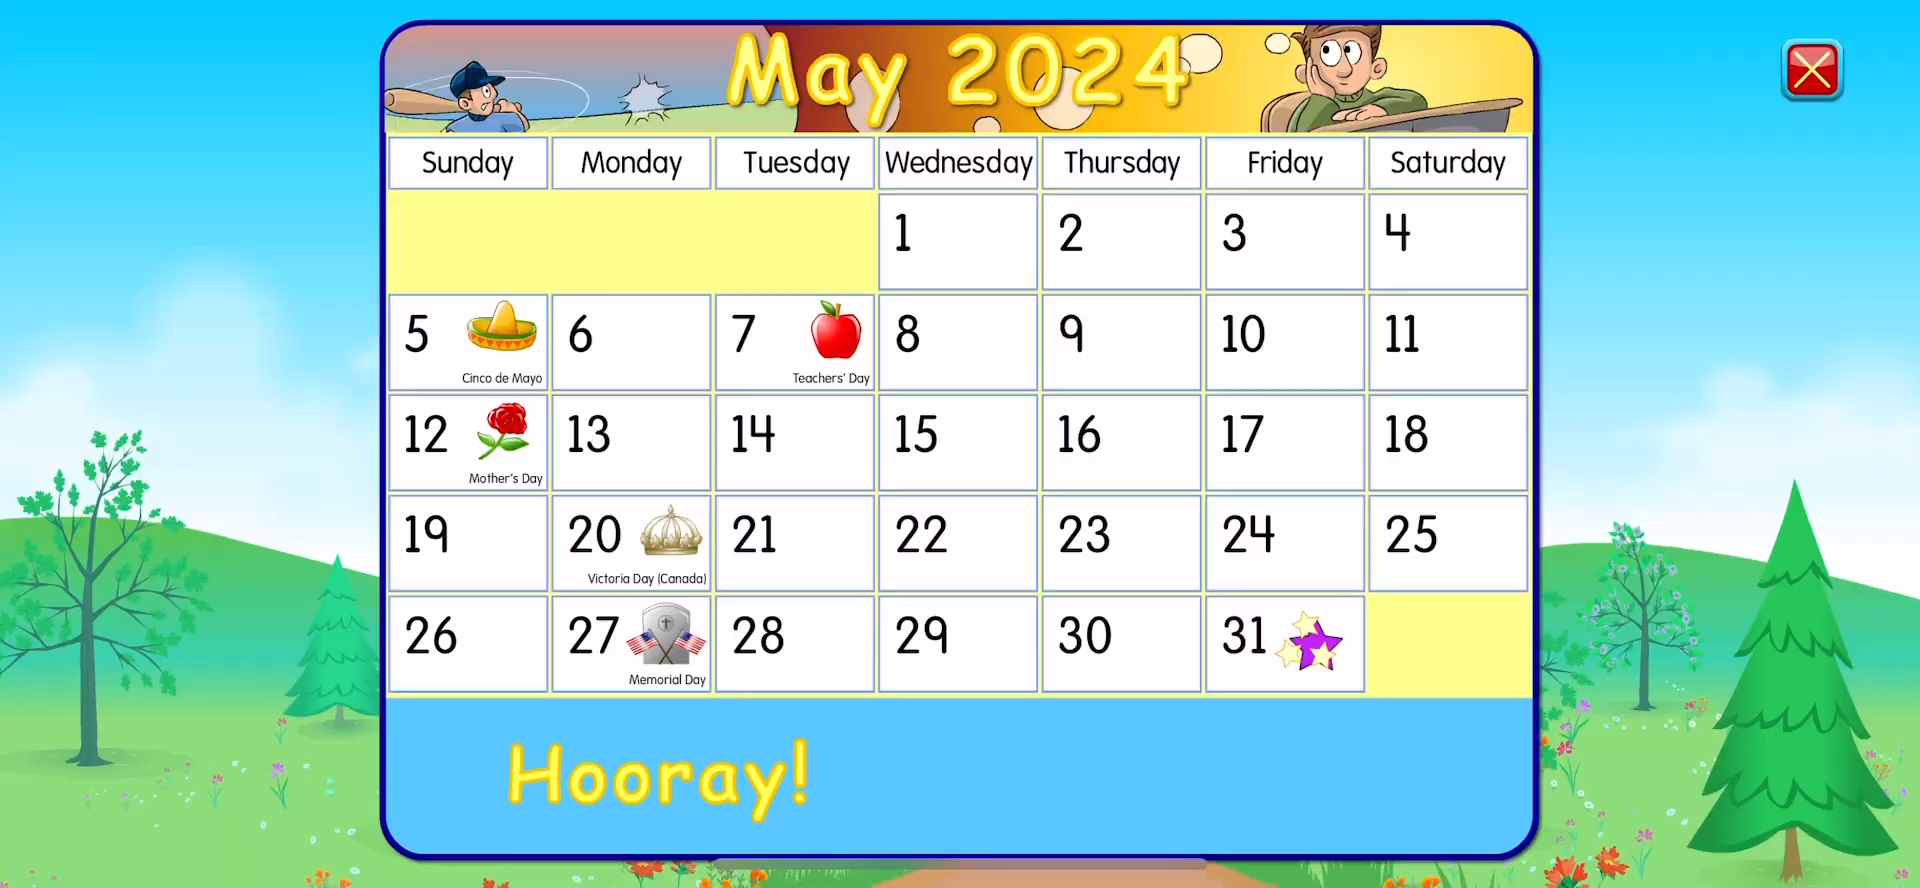 May 2024
Sunday Monday Tuesday Wednesday Thursday Friday Saturday
1 2 3 4
5 6 7 8 9 10 11
Cinco de Mayo Teachers' Day
12 13 14 15 16 17 18
Mother's Day
19 20 21 22 23 24 25
Victoria Day (Canada)
26 27 28 29 30 31
Memorial Day
Hooray!